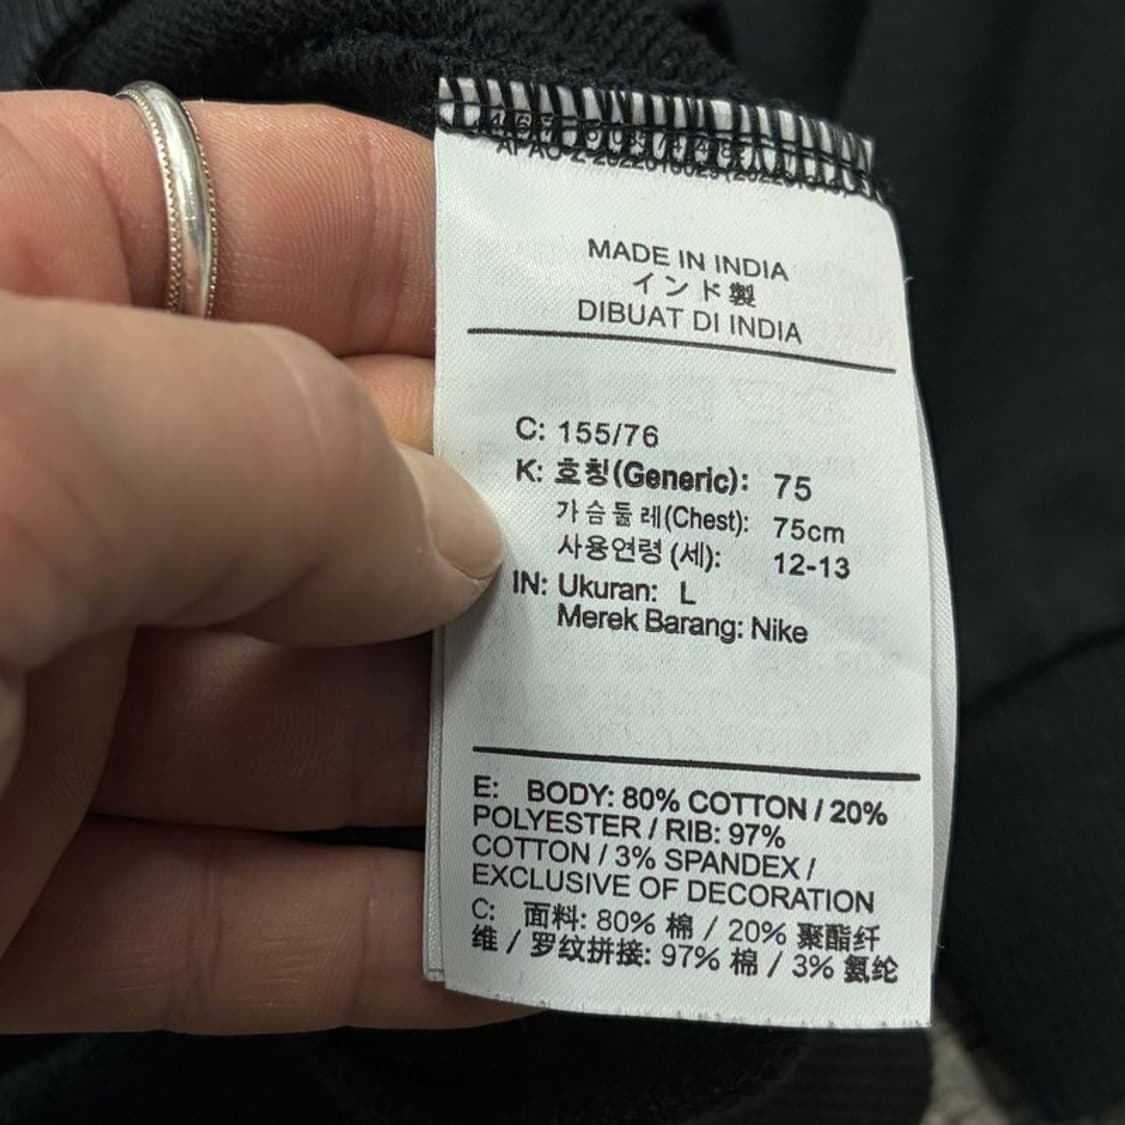 MADE IN INDIA
インド製
DIBUAT DI INDIA
C: 155/76
K: 호칭(Generic): 75
가슴둘레(Chest): 75cm
사용연령 (세): 12-13
IN: Ukuran: L
Merek Barang: Nike
E: BODY: 80% COTTON / 20%
POLYESTER / RIB: 97%
COTTON / 3% SPANDEX /
EXCLUSIVE OF DECORATION
C: 面料: 80% 棉 / 20% 聚酯纤
维 / 罗纹拼接: 97% 棉 / 3% 氨纶